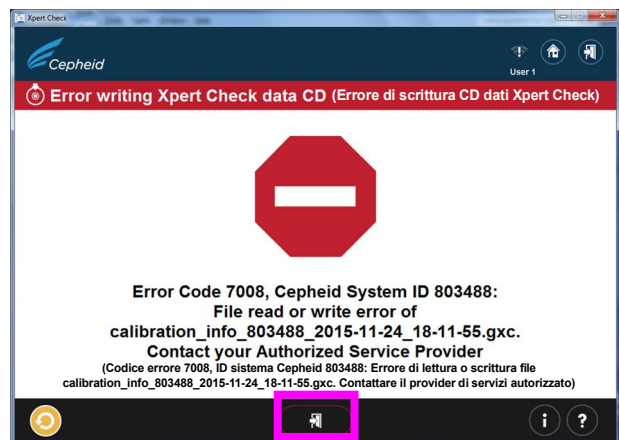 Xpert Check
Cepheid
User 1
Error writing Xpert Check data CD (Errore di scrittura CD dati Xpert Check)
Error Code 7008, Cepheid System ID 803488:
File read or write error of
calibration_info_803488_2015-11-24_18-11-55.gxc.
Contact your Authorized Service Provider
(Codice errore 7008, ID sistema Cepheid 803488: Errore di lettura o scrittura file
calibration_info_803488_2015-11-24_18-11-55.gxc. Contattare il provider di servizi autorizzato)
i ?